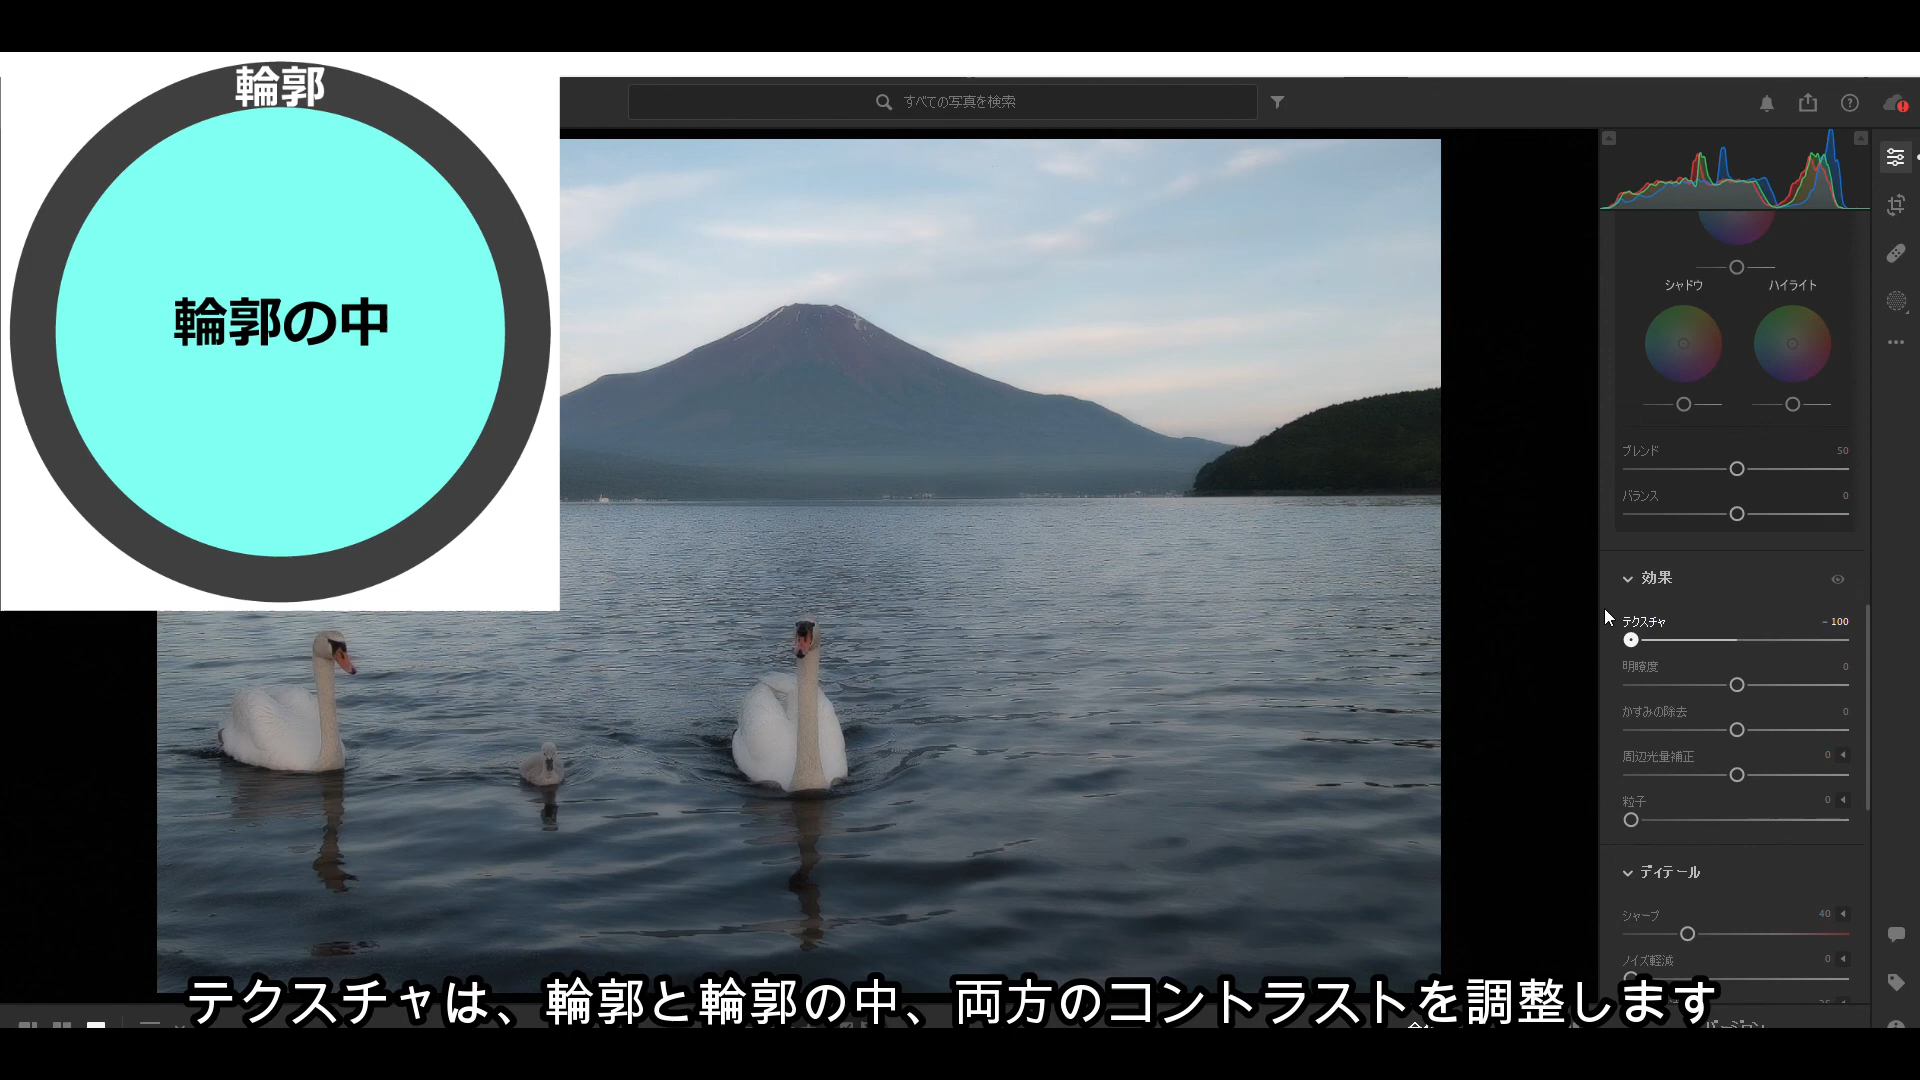 輪郭
輪郭の中
すべての写真を検索
シャドウ ハイライト
ブレンド 50
バランス 0
効果
テクスチャ - 100
明瞭度 0
かすみの除去 0
周辺光量補正 0
粒子 0
ディテール
シャープ 40
ノイズ軽減 0
テクスチャは、輪郭と輪郭の中、両方のコントラストを調整します